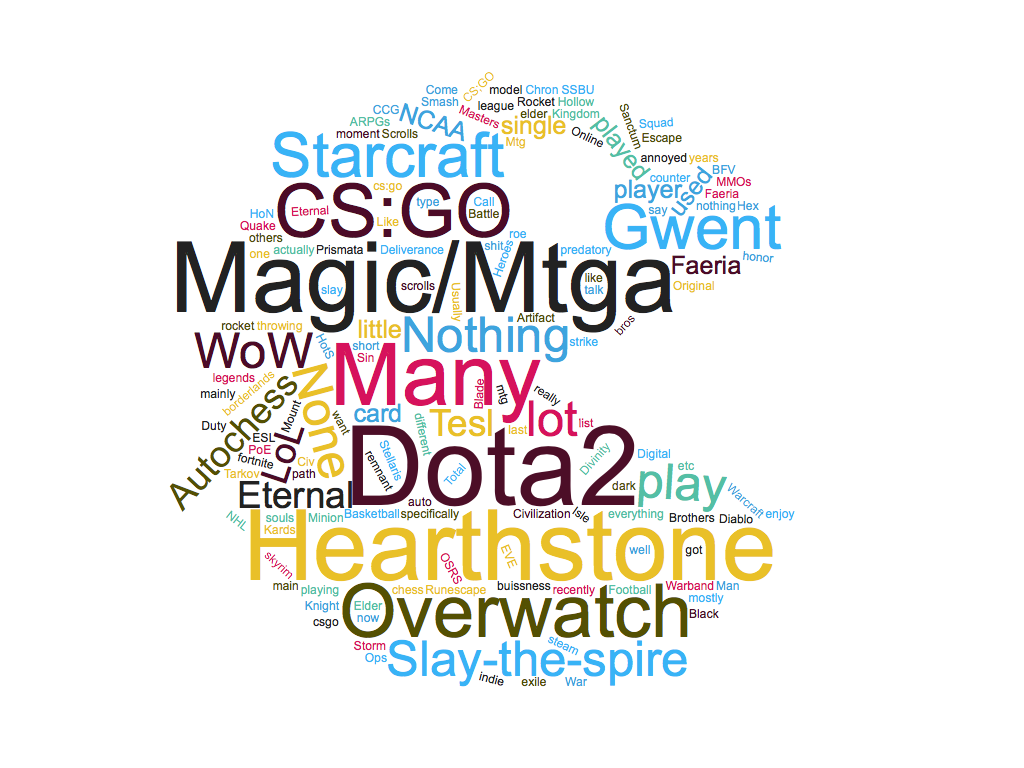 Come
CS:GO
model
Chron
SSBU
Smash
league
Rocket
Hollow
CCG
NCAA
Masters
elder
Kingdom
ARPGs
single
played
Sanctum
Squad
moment
Scrolls
Mtg
Online
Escape
Starcraft
annoyed
years
cs:go
counter
BFV
MMOs
CS:GO
type
Call
player
used
Faeria
HoN
Eternal
Like
Battle
say
nothing
Hex
Quake
others
roe
Gwent
one
actually
Prismata
Deliverance
shit
Heroes
predatory
honor
Magic/Mtga
Faeria
slay
scrolls
Usually
like
talk
Original
rocket
throwing
little
Nothing
Artifact
bros
WoW
HotS
short
Sin
strike
legends
borderlands
Many
Blade
mtg
really
mainly
None
Autochess
Mount
want
card
different
Tesl
last
lot
list
Duty
ESL
LoL
PoE
fortnite
Civ
Tarkov
path
Dota2
remnant
Stellaris
Total
Divinity
Digital
etc
dark
play
Warcraft
Eternal
auto
NHL
souls
Minion
Basketball
specifically
Civilization
Isle
everything
Brothers
Diablo
enjoy
Kards
Hearthstone
well
got
skyrim
OSRS
EVE
main
playing
chess
Runescape
buissness
recently
Football
Warband
Man
mostly
Knight
Elder
now
Overwatch
Black
csgo
Storm
Ops
Slay-the-spire
steam
indie
exile
War